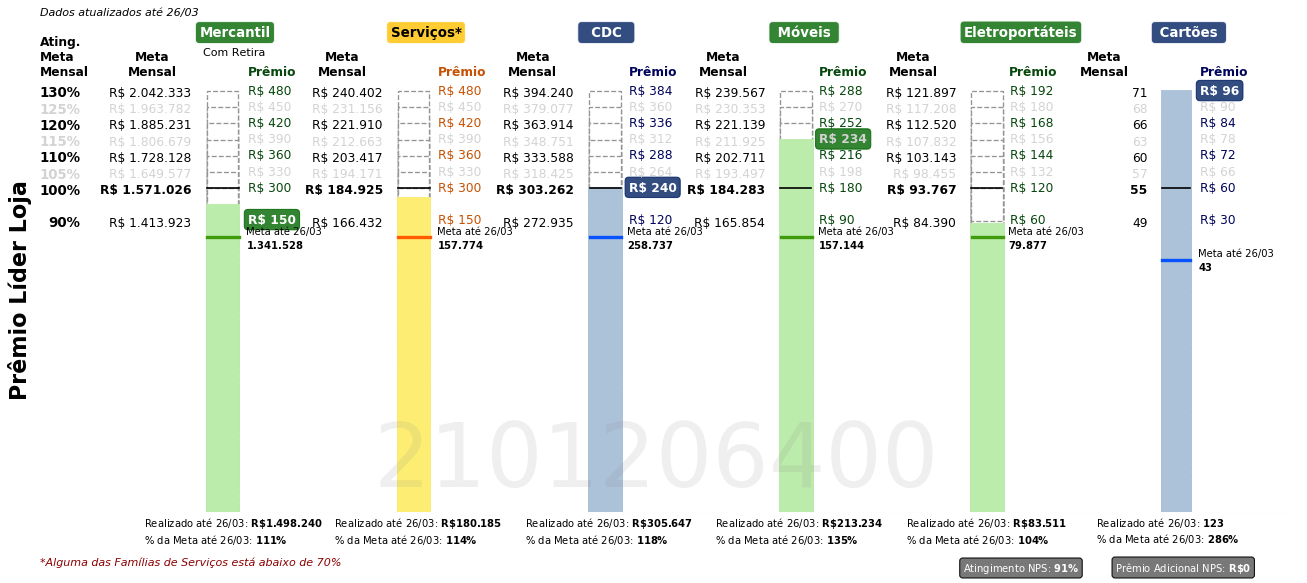 Dados atualizados até 26/03
Mercantil Serviços* CDC Móveis Eletroportáteis Cartões
Com Retira
Ating. Meta Mensal Meta Mensal Prêmio Meta Mensal Prêmio Meta Mensal Prêmio Meta Mensal Prêmio Meta Mensal Prêmio Meta Mensal Prêmio
130% R$ 2.042.333 R$ 480 R$ 240.402 R$ 480 R$ 394.240 R$ 384 R$ 239.567 R$ 288 R$ 121.897 R$ 192 71 R$ 96
125% R$ 1.963.782 R$ 450 R$ 231.156 R$ 450 R$ 379.077 R$ 360 R$ 230.353 R$ 270 R$ 117.208 R$ 180 68 R$ 90
120% R$ 1.885.231 R$ 420 R$ 221.910 R$ 420 R$ 363.914 R$ 336 R$ 221.139 R$ 252 R$ 112.520 R$ 168 66 R$ 84
115% R$ 1.806.679 R$ 390 R$ 212.663 R$ 390 R$ 348.751 R$ 312 R$ 211.925 R$ 234 R$ 107.832 R$ 156 63 R$ 78
110% R$ 1.728.128 R$ 360 R$ 203.417 R$ 360 R$ 333.588 R$ 288 R$ 202.711 R$ 216 R$ 103.143 R$ 144 60 R$ 72
105% R$ 1.649.577 R$ 330 R$ 194.171 R$ 330 R$ 318.425 R$ 264 R$ 193.497 R$ 198 R$ 98.455 R$ 132 57 R$ 66
100% R$ 1.571.026 R$ 300 R$ 184.925 R$ 300 R$ 303.262 R$ 240 R$ 184.283 R$ 180 R$ 93.767 R$ 120 55 R$ 60
90% R$ 1.413.923 R$ 150 R$ 166.432 R$ 150 R$ 272.935 R$ 120 R$ 165.854 R$ 90 R$ 84.390 R$ 60 49 R$ 30
Meta até 26/03 Meta até 26/03 Meta até 26/03 Meta até 26/03 Meta até 26/03
1.341.528 157.774 258.737 157.144 79.877
Meta até 26/03
43
Prêmio Líder Loja
2101206400
Realizado até 26/03: R$1.498.240 Realizado até 26/03: R$180.185 Realizado até 26/03: R$305.647 Realizado até 26/03: R$213.234 Realizado até 26/03: R$83.511 Realizado até 26/03: 123
% da Meta até 26/03: 111% % da Meta até 26/03: 114% % da Meta até 26/03: 118% % da Meta até 26/03: 135% % da Meta até 26/03: 104% % da Meta até 26/03: 286%
*Alguma das Famílias de Serviços está abaixo de 70%
Atingimento NPS: 91% Prêmio Adicional NPS: R$0